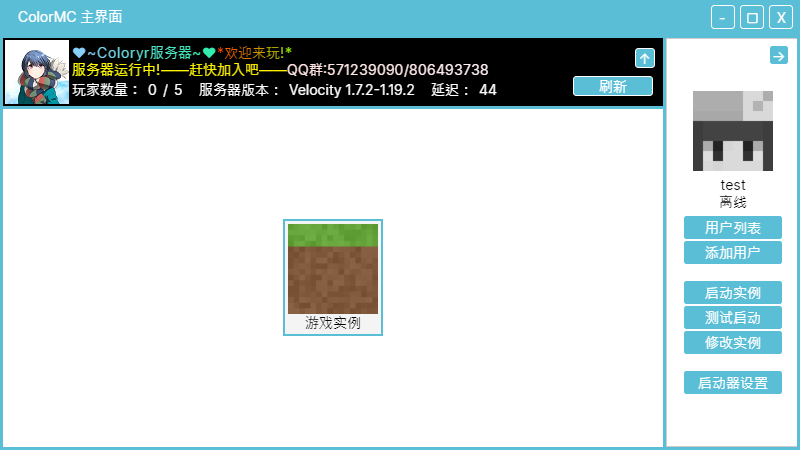 ColorMC 主界面
- □ X
♥~Coloryr服务器~♥*欢迎来玩!*
服务器运行中!——赶快加入吧——QQ群:571239090/806493738
玩家数量： 0 / 5 服务器版本： Velocity 1.7.2-1.19.2 延迟： 44
↑
刷新
→
test
离线
用户列表
添加用户
启动实例
测试启动
修改实例
启动器设置
游戏实例